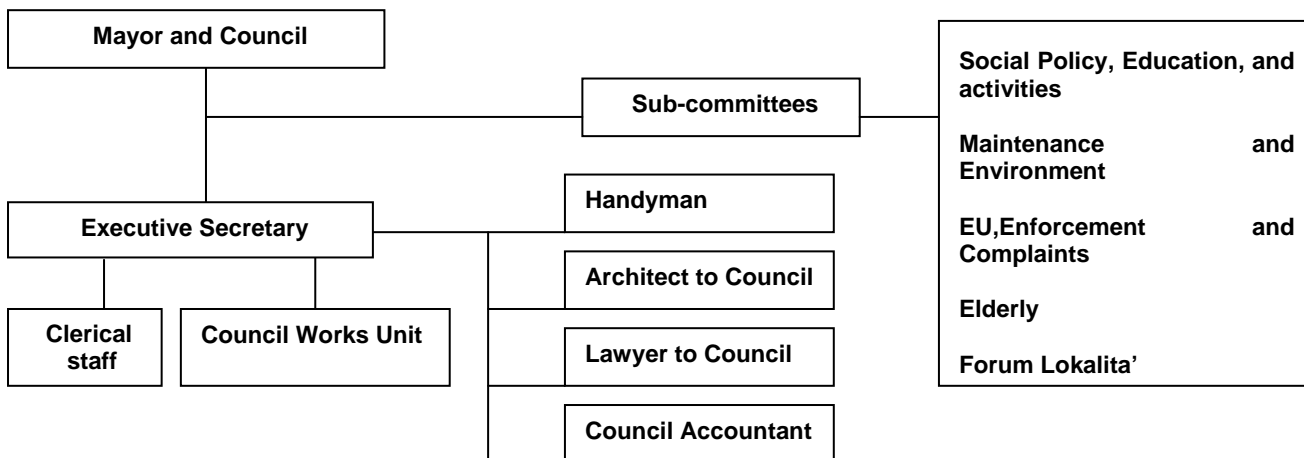 Mayor and Council
Sub-committees
Social Policy, Education, and
activities
Maintenance and
Environment
EU,Enforcement and
Complaints
Elderly
Forum Lokalita’
Executive Secretary
Handyman
Architect to Council
Lawyer to Council
Council Accountant
Clerical
staff
Council Works Unit